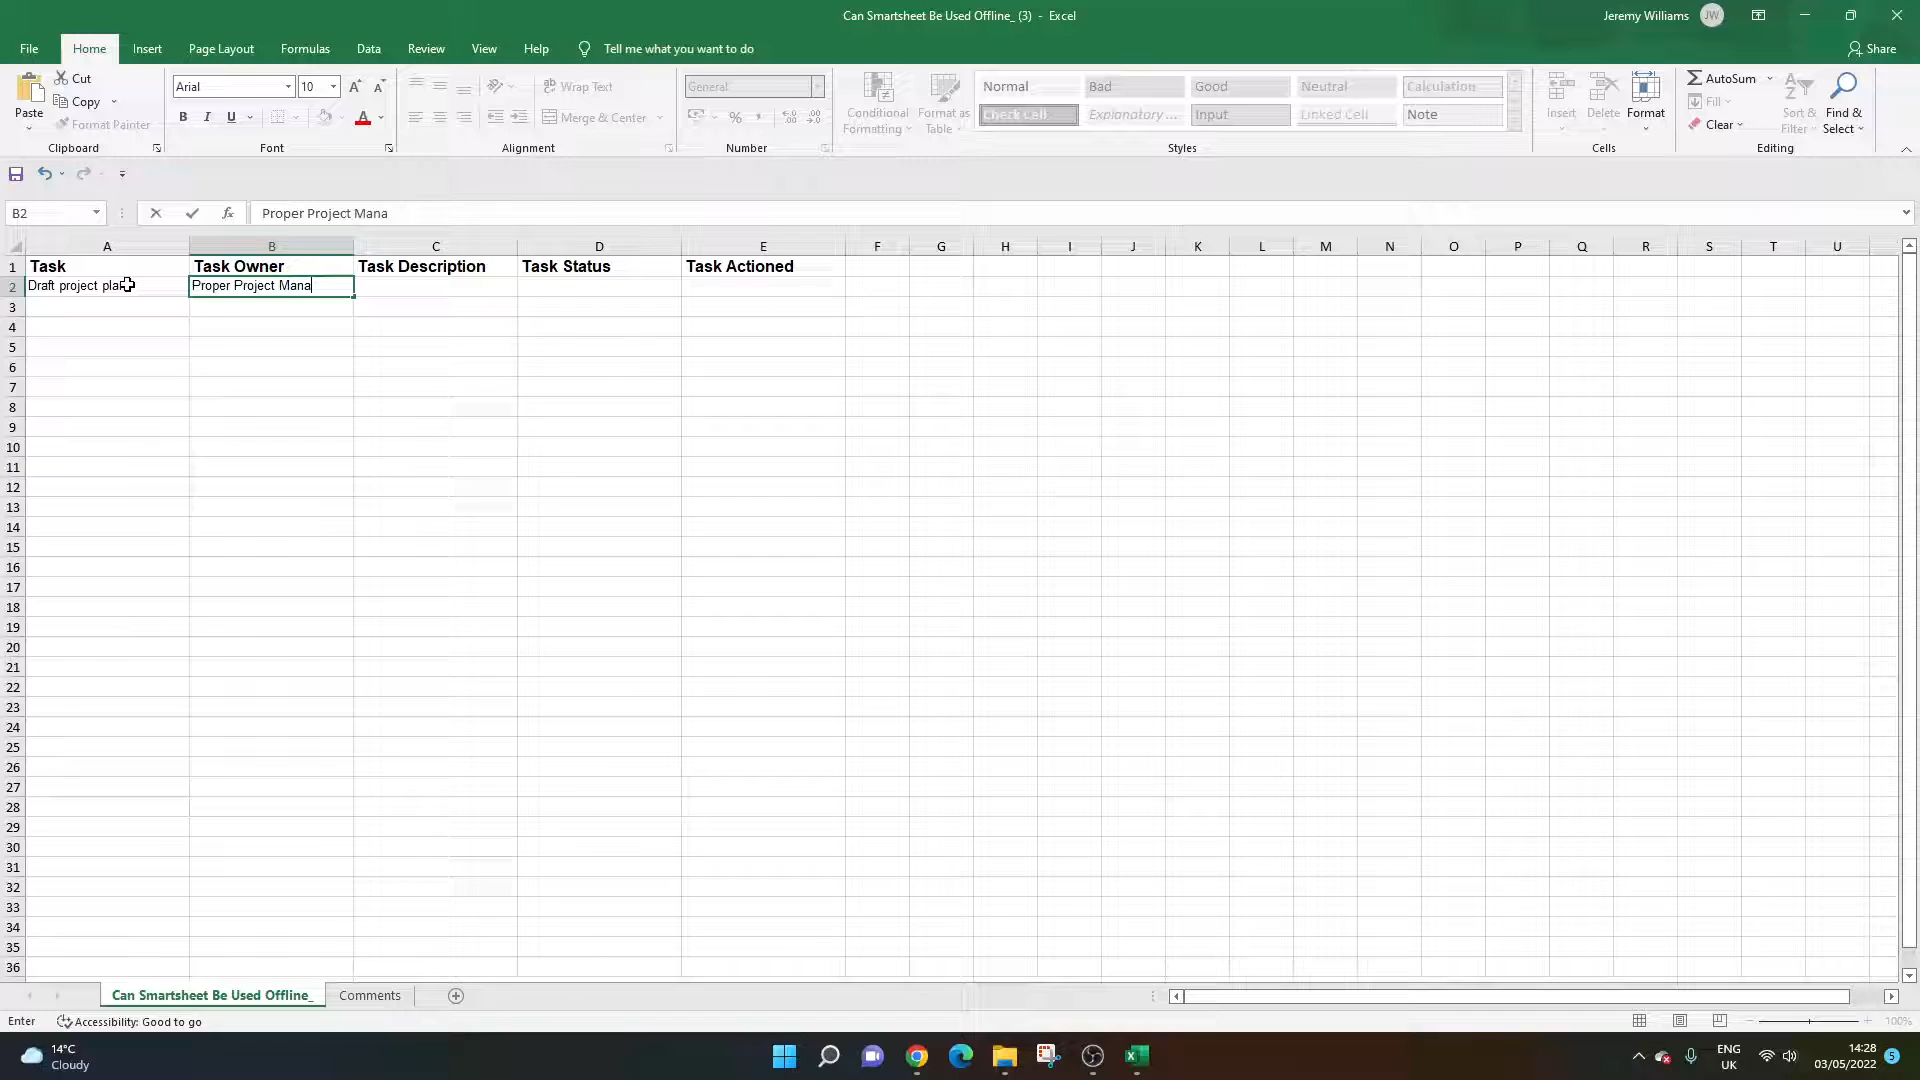 Can Smartsheet Be Used Offline_ (3) - Excel
Jeremy Williams
JW
File Home Insert Page Layout Formulas Data Review View Help Tell me what you want to do
Share
Paste
Cut
Copy
Format Painter
Clipboard
Arial 10
B I U
Font
Wrap Text
Merge & Center
Alignment
General
%
Number
Conditional Formatting
Format as Table
Normal Bad Good Neutral Calculation
Check Cell Explanatory ... Input Linked Cell Note
Styles
Insert Delete Format
Cells
AutoSum
Fill
Clear
Sort & Filter
Find & Select
Editing
B2
fx
Proper Project Mana
A B C D E F G H I J K L M N O P Q R S T U
1 Task Task Owner Task Description Task Status Task Actioned
2 Draft project plan Proper Project Mana
3
4
5
6
7
8
9
10
11
12
13
14
15
16
17
18
19
20
21
22
23
24
25
26
27
28
29
30
31
32
33
34
35
36
Can Smartsheet Be Used Offline_ Comments
Enter
Accessibility: Good to go
100%
14°C
Cloudy
ENG
UK
14:28
03/05/2022
5